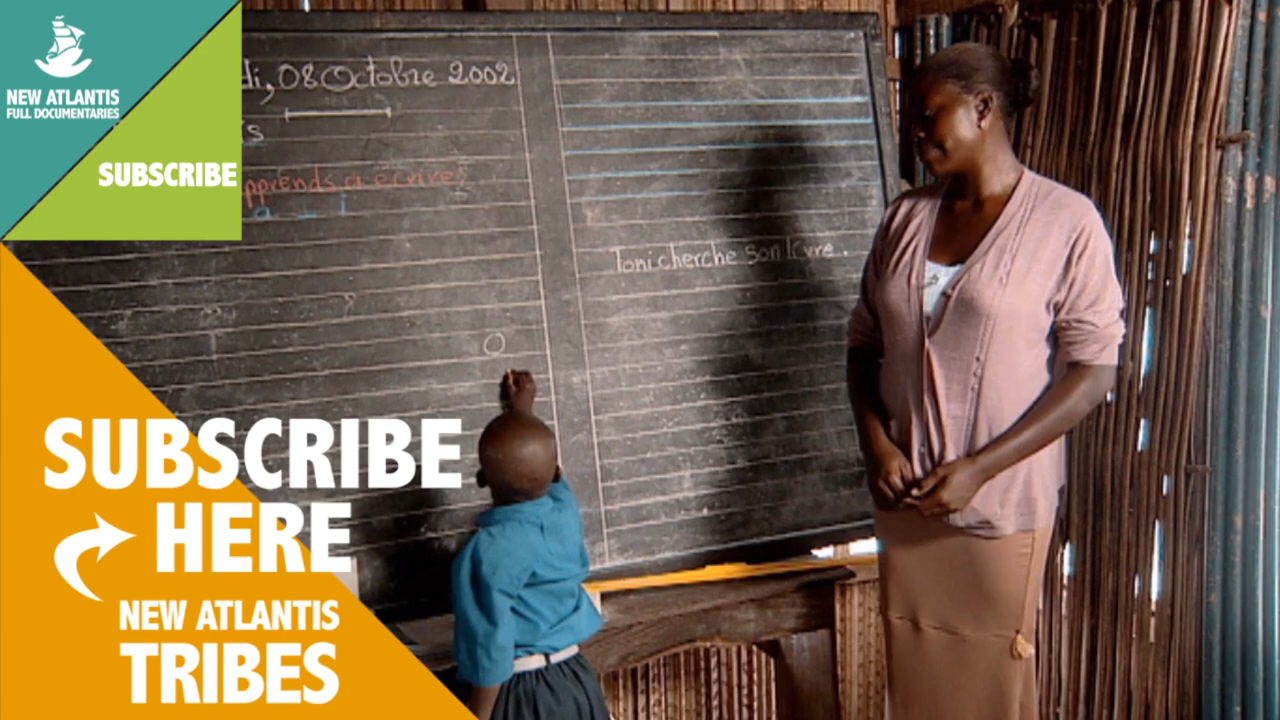 NEW ATLANTIS
FULL DOCUMENTARIES
SUBSCRIBE
di, 08 Octobre 2002
s
pprends a ecrire
a _ i
Toni cherche son livre.
O
SUBSCRIBE
HERE
NEW ATLANTIS
TRIBES